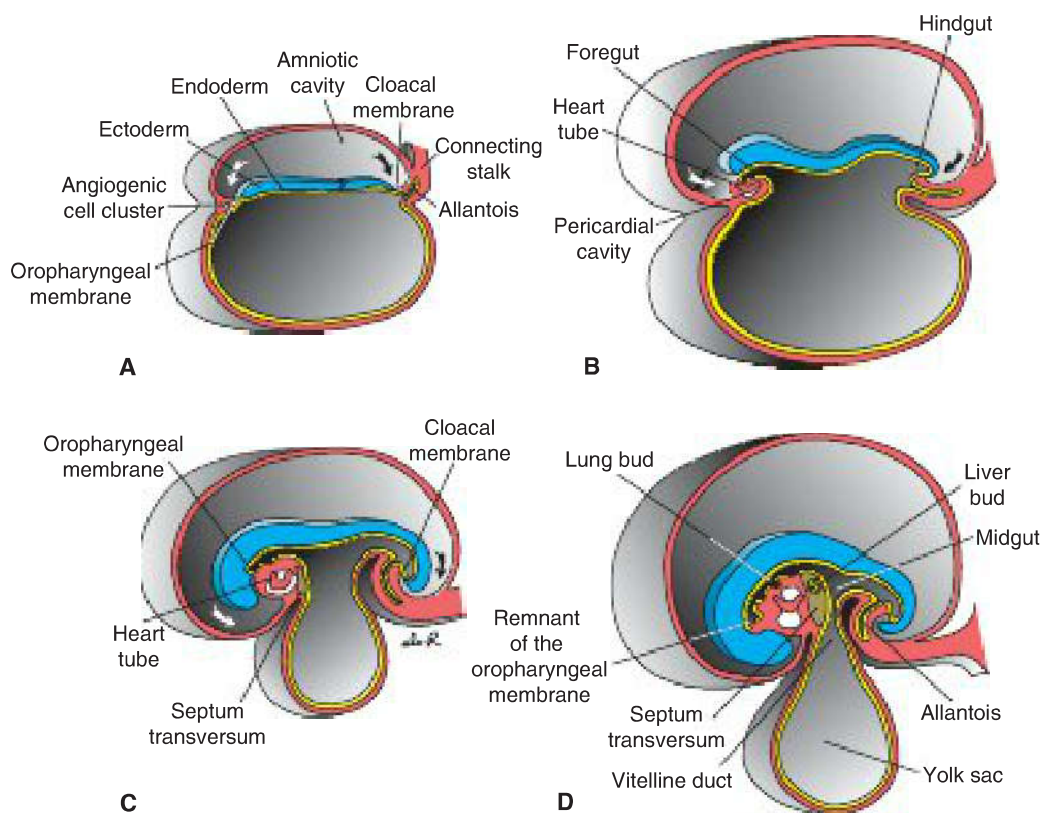 Amniotic
cavity
Endoderm
Cloacal
membrane
Ectoderm
Connecting
stalk
Angiogenic
cell cluster
Allantois
Oropharyngeal
membrane
A
Hindgut
Foregut
Heart
tube
Pericardial
cavity
B
Oropharyngeal
membrane
Cloacal
membrane
Heart
tube
Septum
transversum
C
Lung bud
Liver
bud
Midgut
Remnant
of the
oropharyngeal
membrane
Septum
transversum
Allantois
Vitelline duct
Yolk sac
D